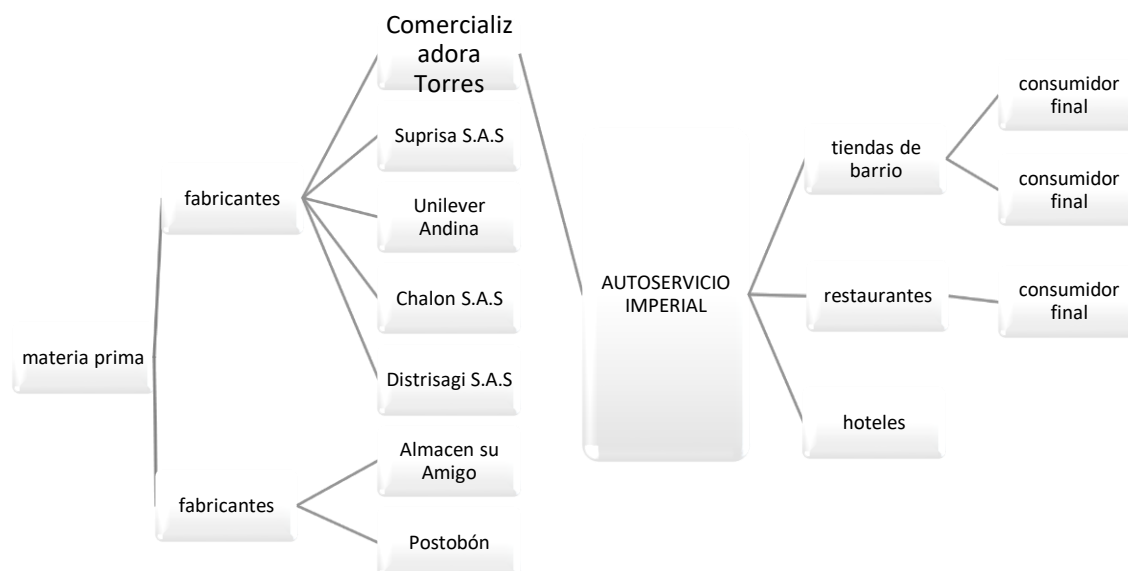 materia prima
fabricantes
fabricantes
Comercializ
adora
Torres
Suprisa S.A.S
Unilever
Andina
Chalon S.A.S
Distrisagi S.A.S
Almacen su
Amigo
Postobón
AUTOSERVICIO
IMPERIAL
tiendas de
barrio
restaurantes
hoteles
consumidor
final
consumidor
final
consumidor
final